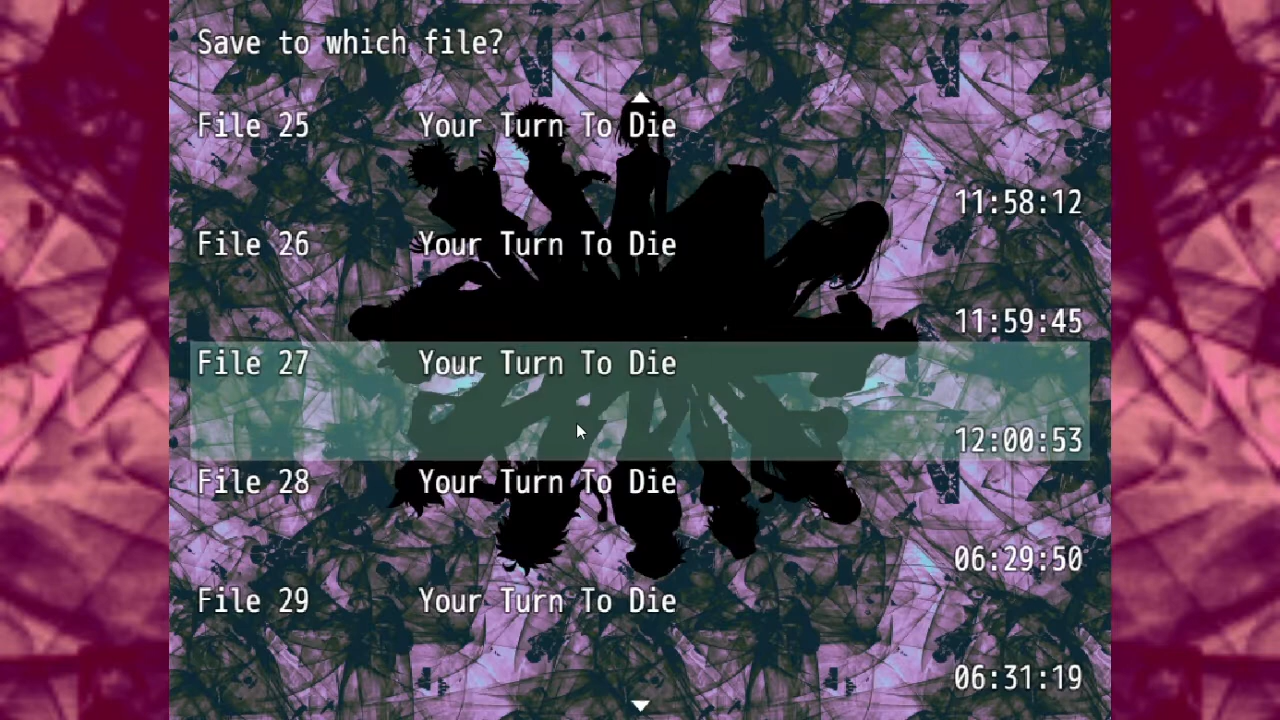 Save to which file?
File 25 Your Turn To Die
11:58:12
File 26 Your Turn To Die
11:59:45
File 27 Your Turn To Die
12:00:53
File 28 Your Turn To Die
06:29:50
File 29 Your Turn To Die
06:31:19